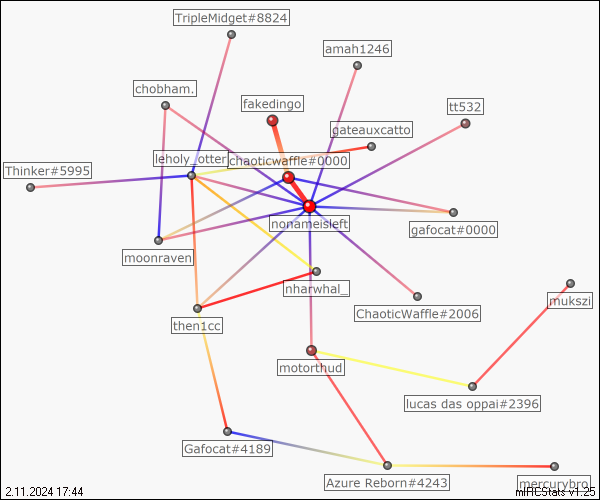 TripleMidget#8824
amah1246
chobham.
fakedingo
tt532
gateauxcatto
leholy_otter
chaoticwaffle#0000
Thinker#5995
nonameisleft
gafocat#0000
moonraven
nharwhal_
mukszi
ChaoticWaffle#2006
then1cc
motorthud
lucas das oppai#2396
Gafocat#4189
Azure Reborn#4243
mercurybro
2.11.2024 17:44
mIRCStats v1.25